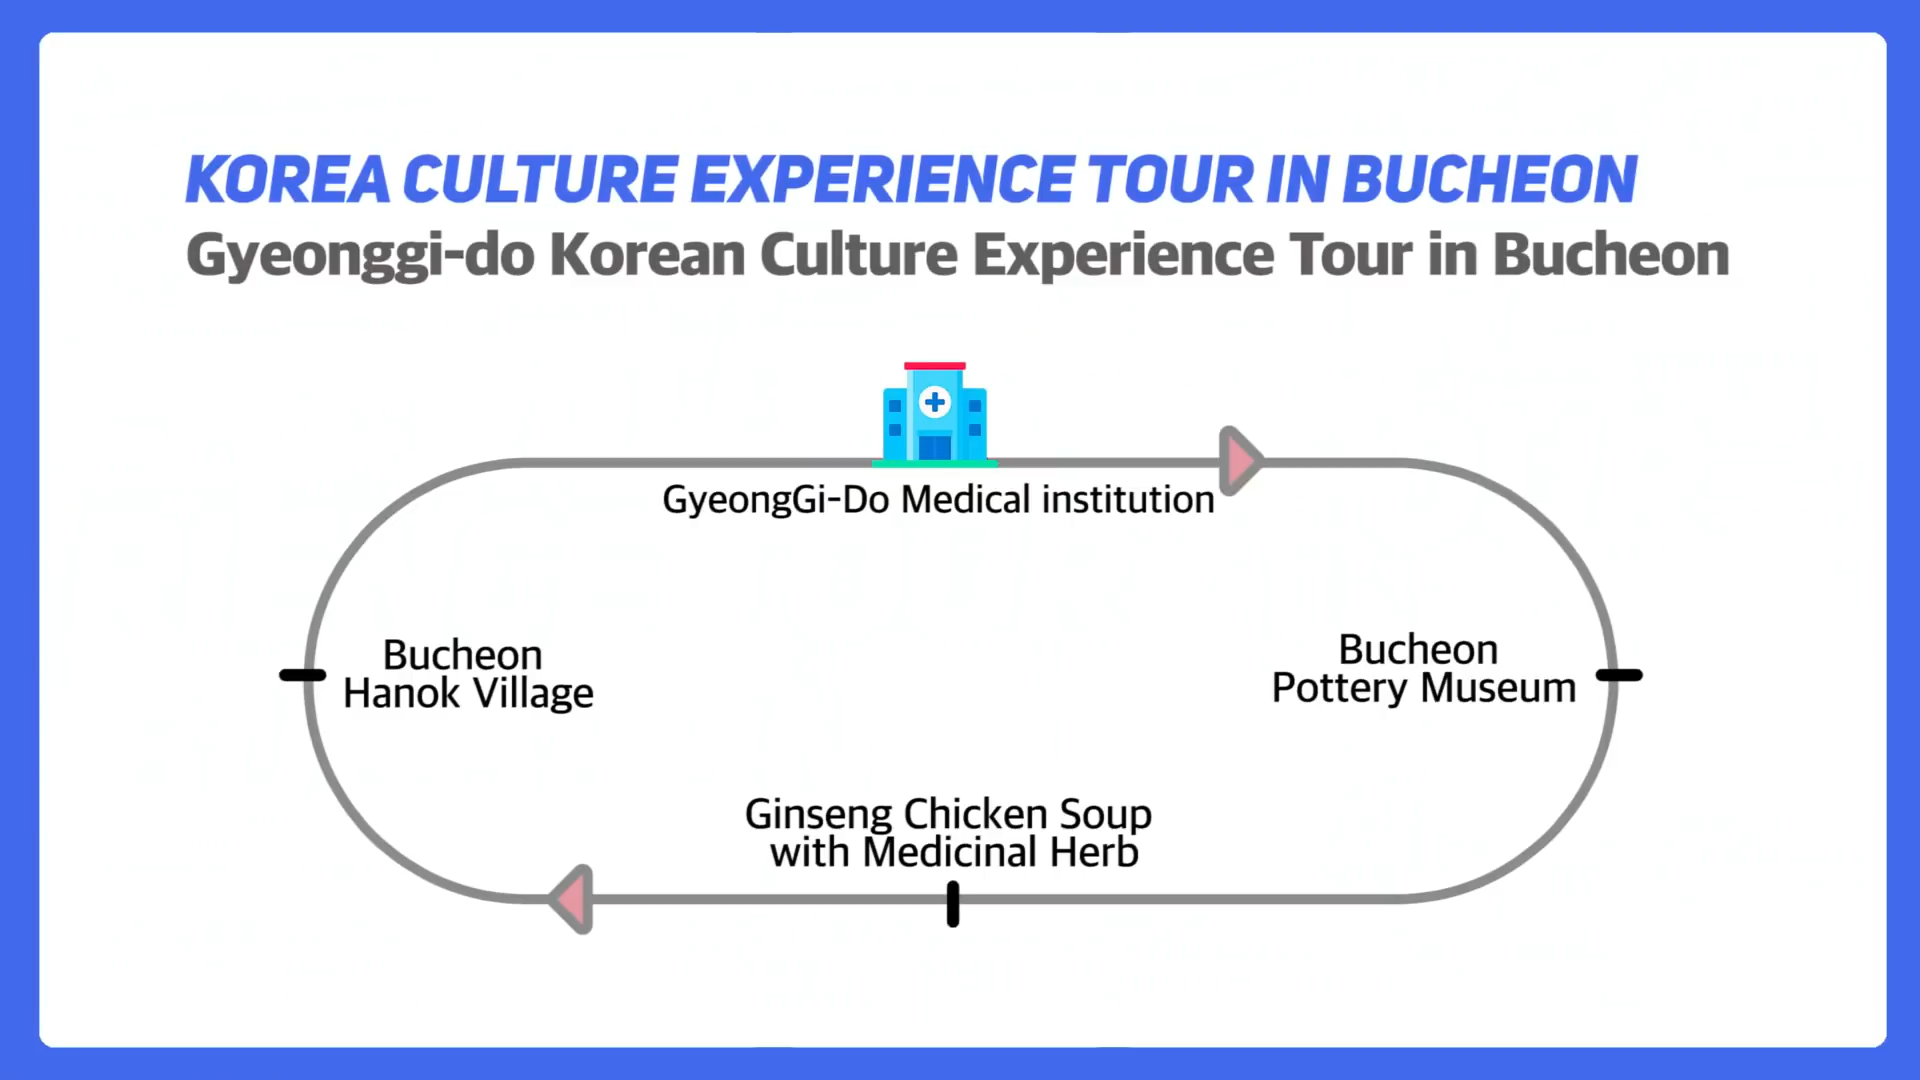 KOREA CULTURE EXPERIENCE TOUR IN BUCHEON
Gyeonggi-do Korean Culture Experience Tour in Bucheon
GyeongGi-Do Medical institution
Bucheon
Hanok Village
Bucheon
Pottery Museum
Ginseng Chicken Soup
with Medicinal Herb